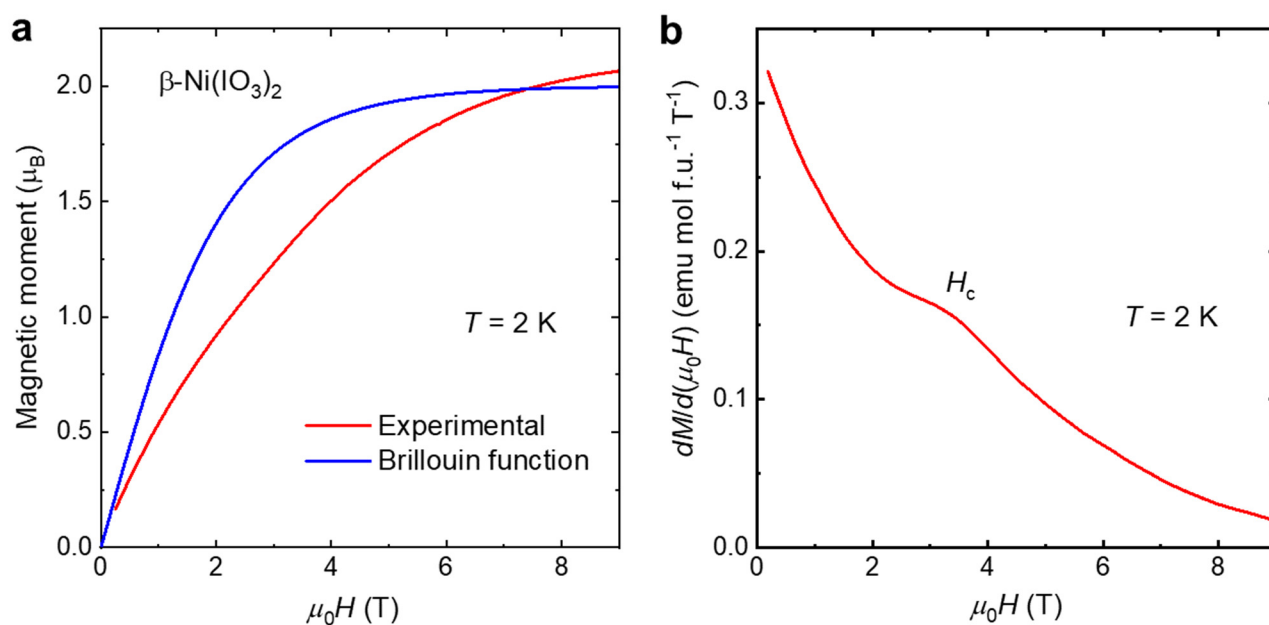 a
β-Ni(IO₃)₂
T = 2 K
Experimental
Brillouin function
Magnetic moment (μ_B)
0.0
0.5
1.0
1.5
2.0
0
2
4
6
8
μ₀H (T)
b
H_c
T = 2 K
dM/d(μ₀H) (emu mol f.u.⁻¹ T⁻¹)
0.0
0.1
0.2
0.3
0
2
4
6
8
μ₀H (T)